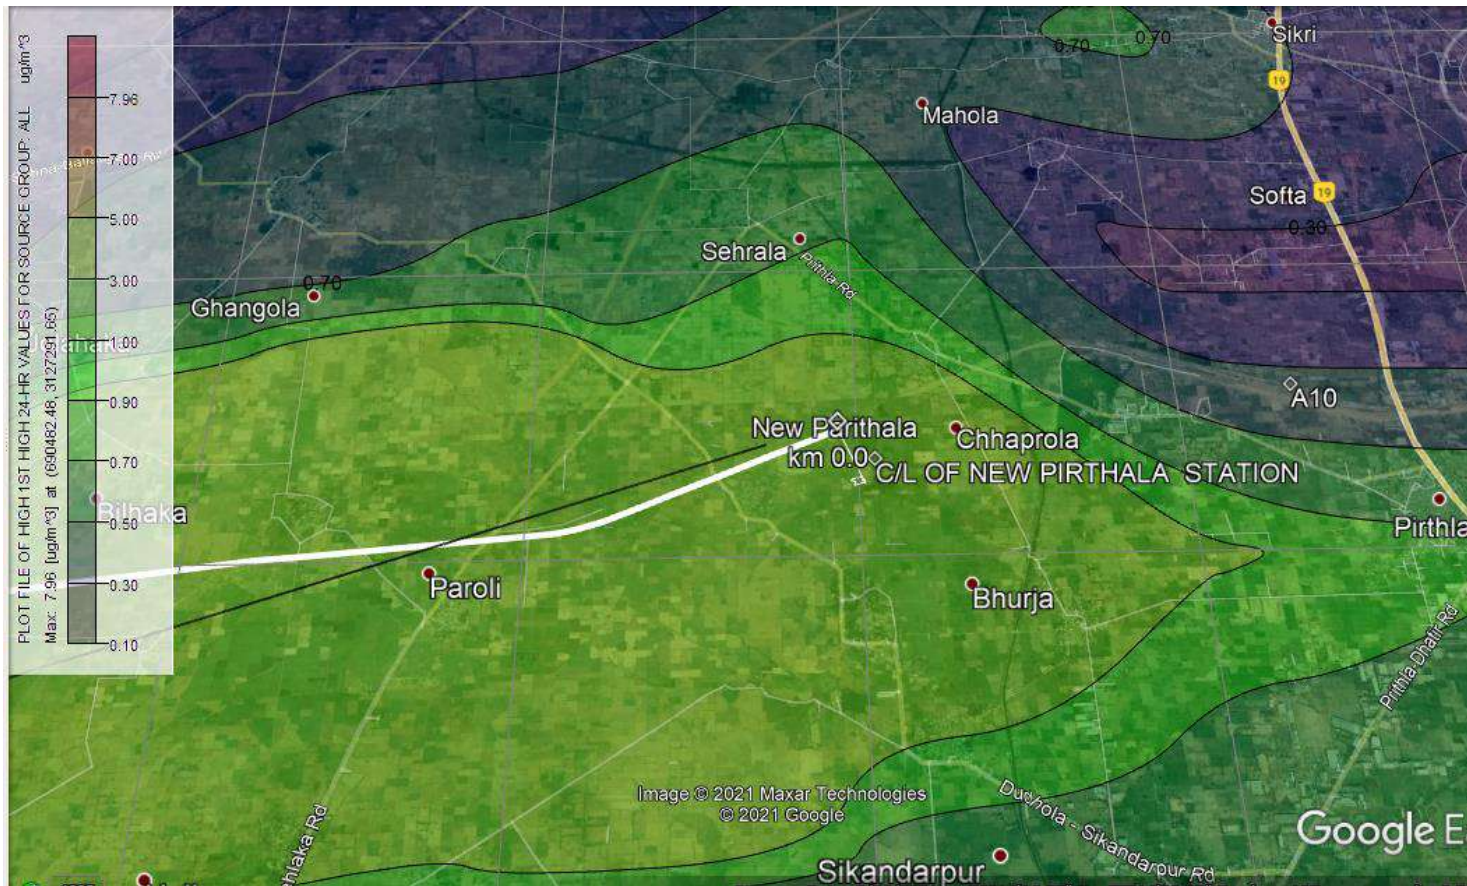 PLOT FILE OF HIGH 1ST HIGH 24-HR VALUES FOR SOURCE GROUP: ALL ug/m^3
Max: 7.96 [ug/m^3] at (690482.48, 3127291.65)
7.96
7.00
5.00
3.00
1.00
0.90
0.70
0.50
0.30
0.10
0.70
0.70
Sikri
19
Mahola
Softa
19
0.30
Sehrala
Prithla Rd
0.70
Ghangola
A10
New Parithala
km 0.0
Chhaprola
C/L OF NEW PIRTHALA STATION
Bilhaka
Pirthla
Paroli
Bhurja
Prithla-Dhatir Rd
Image © 2021 Maxar Technologies
© 2021 Google
Dudhola - Sikandarpur Rd
Google E
Sikandarpur